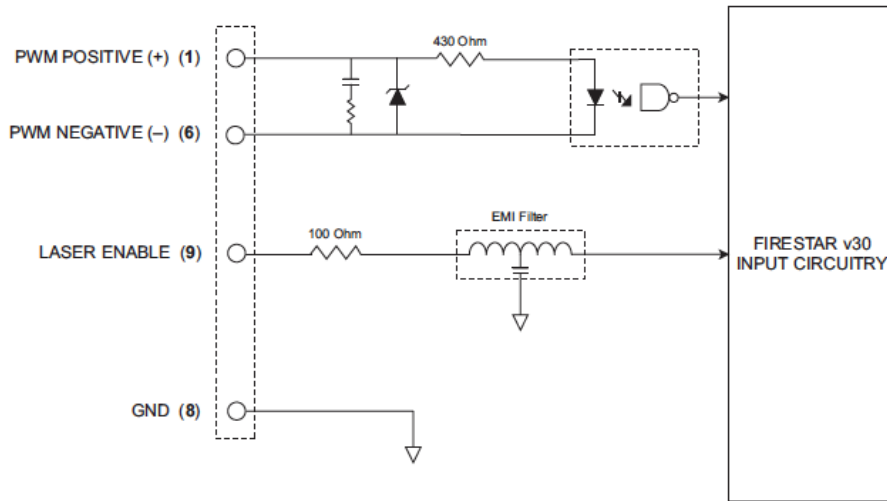 PWM POSITIVE (+) (1)
430 Ohm
PWM NEGATIVE (–) (6)
LASER ENABLE (9)
100 Ohm
EMI Filter
FIRESTAR v30
INPUT CIRCUITRY
GND (8)